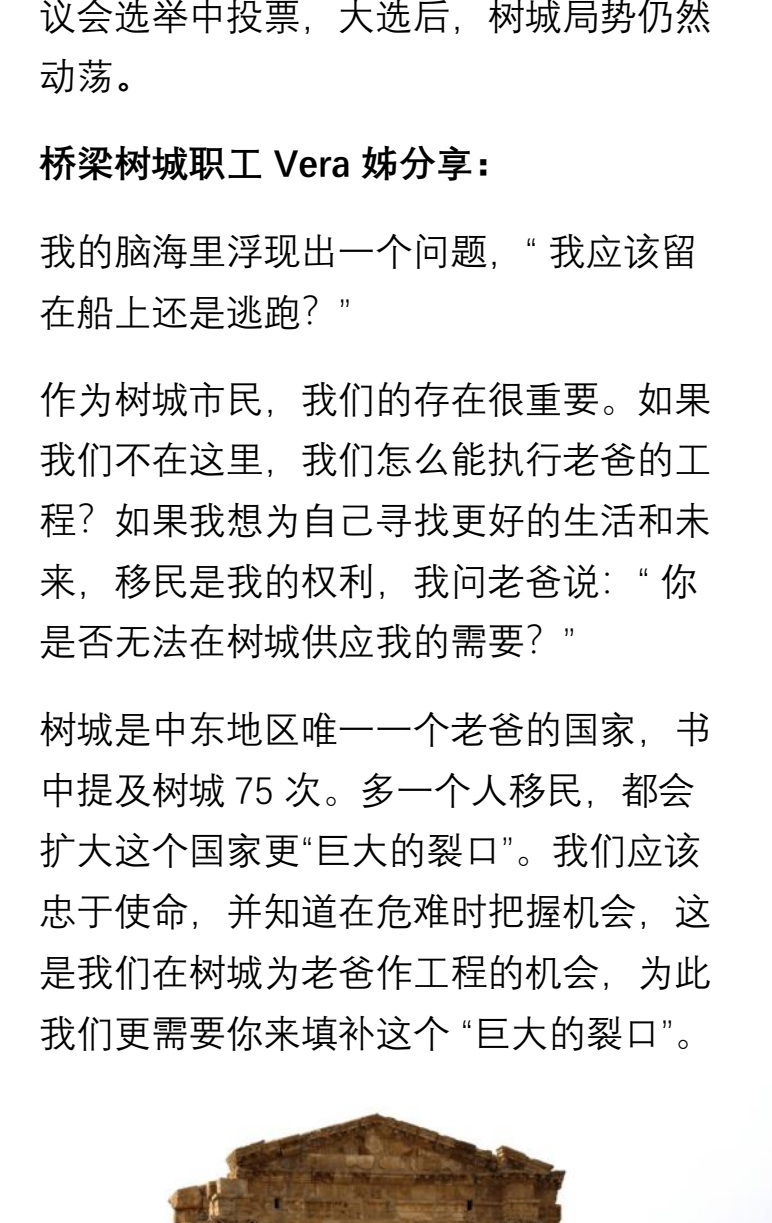 议会选举中投票，大选后，树城局势仍然
动荡。
桥梁树城职工 Vera 姊分享：
我的脑海里浮现出一个问题，“ 我应该留
在船上还是逃跑？”
作为树城市民，我们的存在很重要。如果
我们不在这里，我们怎么能执行老爸的工
程？如果我想为自己寻找更好的生活和未
来，移民是我的权利，我问老爸说：“ 你
是否无法在树城供应我的需要？”
树城是中东地区唯一一个老爸的国家，书
中提及树城 75 次。多一个人移民，都会
扩大这个国家更“巨大的裂口”。我们应该
忠于使命，并知道在危难时把握机会，这
是我们在树城为老爸作工程的机会，为此
我们更需要你来填补这个 “巨大的裂口”。